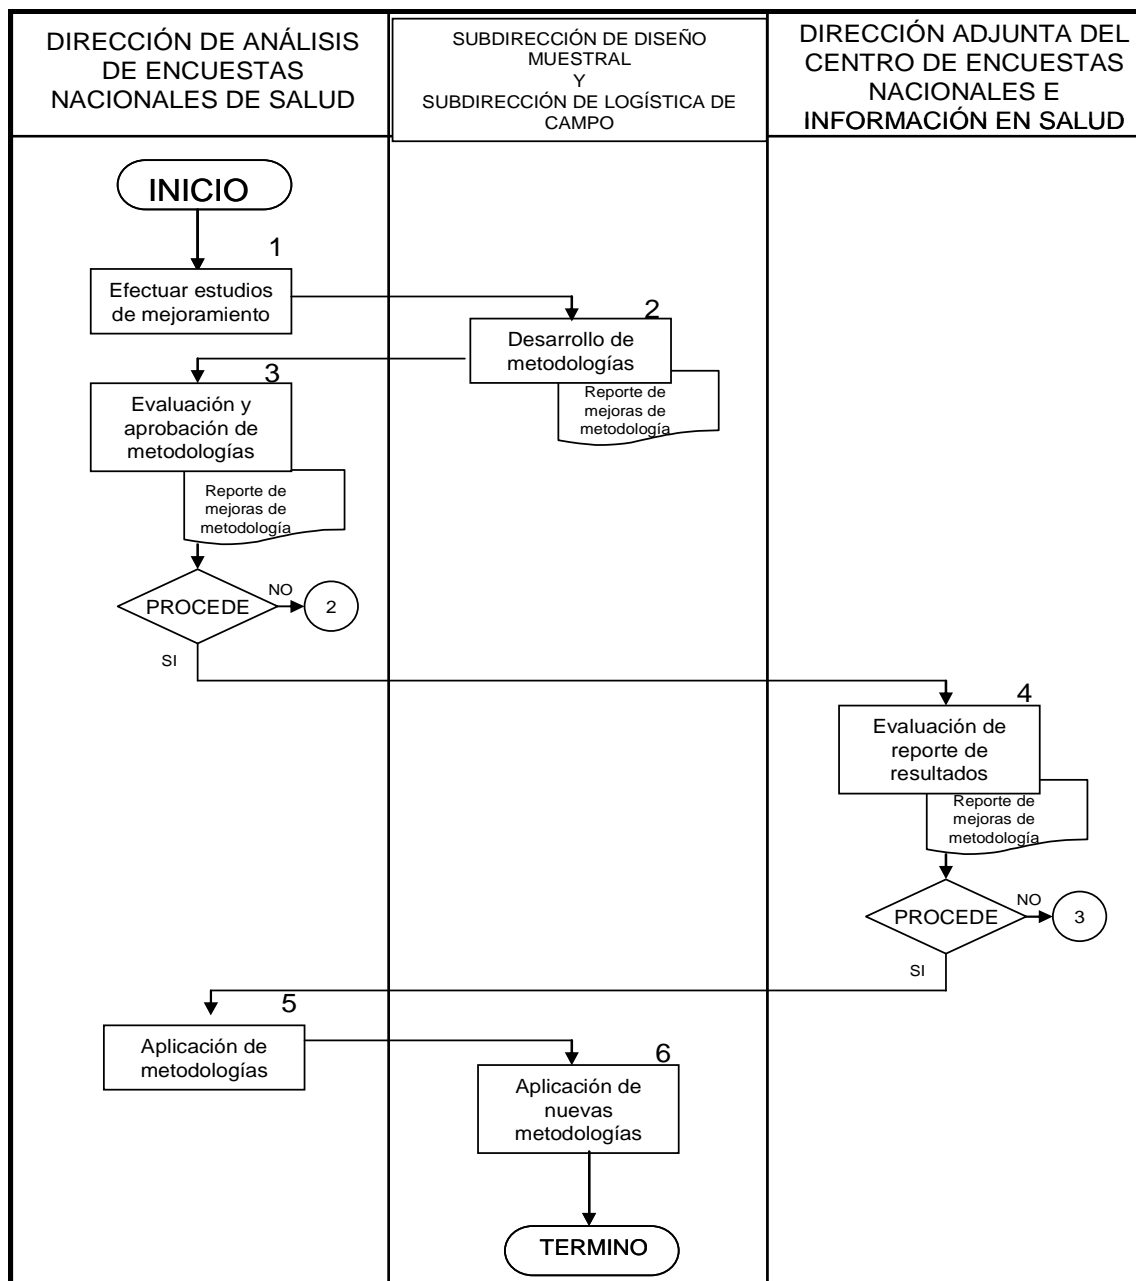 DIRECCIÓN DE ANÁLISIS
DE ENCUESTAS
NACIONALES DE SALUD
SUBDIRECCIÓN DE DISEÑO
MUESTRAL
Y
SUBDIRECCIÓN DE LOGÍSTICA DE
CAMPO
DIRECCIÓN ADJUNTA DEL
CENTRO DE ENCUESTAS
NACIONALES E
INFORMACIÓN EN SALUD
INICIO
1
Efectuar estudios
de mejoramiento
2
Desarrollo de
metodologías
Reporte de
mejoras de
metodología
3
Evaluación y
aprobación de
metodologías
Reporte de
mejoras de
metodología
PROCEDE
NO
2
SI
4
Evaluación de
reporte de
resultados
Reporte de
mejoras de
metodología
PROCEDE
NO
3
SI
5
Aplicación de
metodologías
6
Aplicación de
nuevas
metodologías
TERMINO